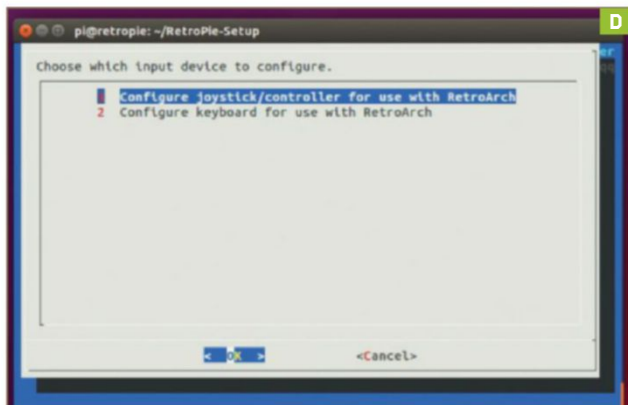 D
pi@retropie: ~/RetroPie-Setup
er
Choose which input device to configure.
Configure joystick/controller for use with RetroArch
2 Configure keyboard for use with RetroArch
< OK >
<Cancel>